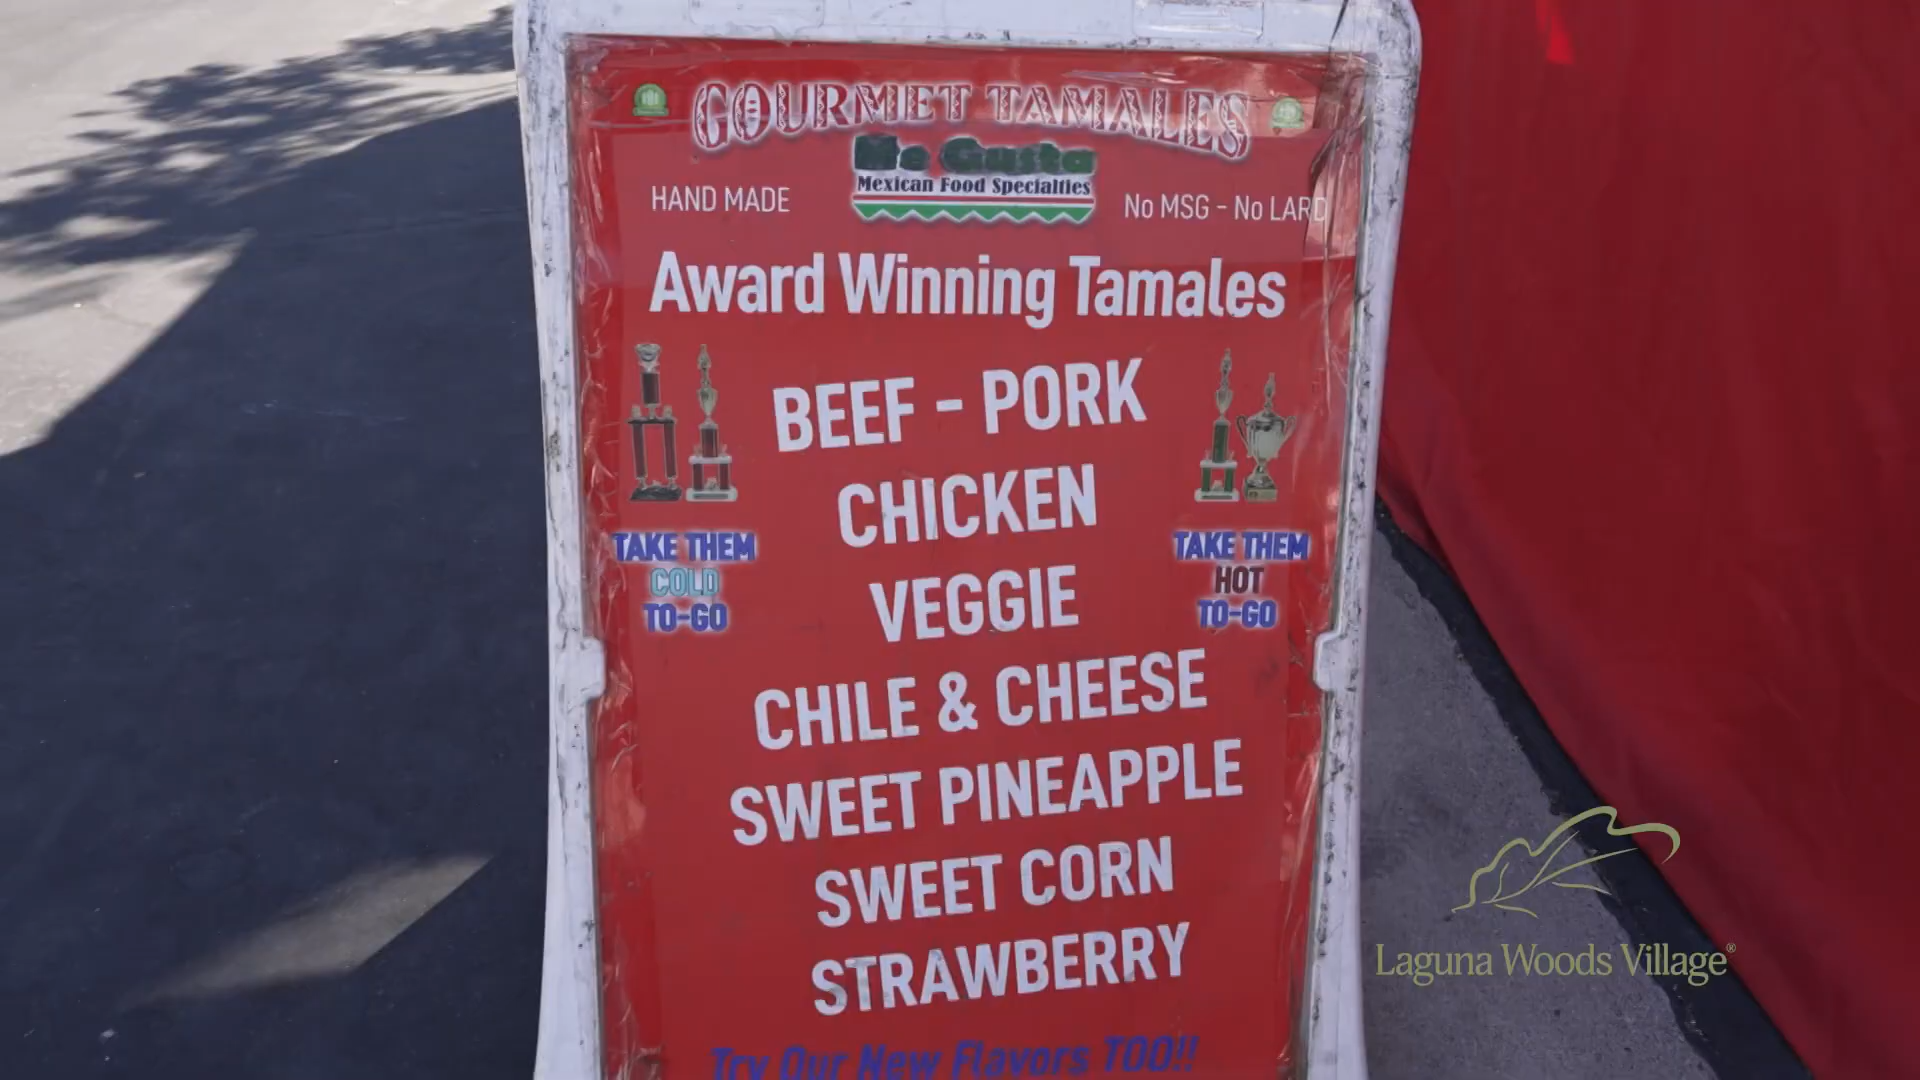 GOURMET TAMALES
Me Gusta
Mexican Food Specialties
HAND MADE
No MSG - No LARD
Award Winning Tamales
BEEF - PORK
CHICKEN
VEGGIE
CHILE & CHEESE
SWEET PINEAPPLE
SWEET CORN
STRAWBERRY
TAKE THEM
COLD
TO-GO
TAKE THEM
HOT
TO-GO
Try Our New Flavors TOO!!
Laguna Woods Village®